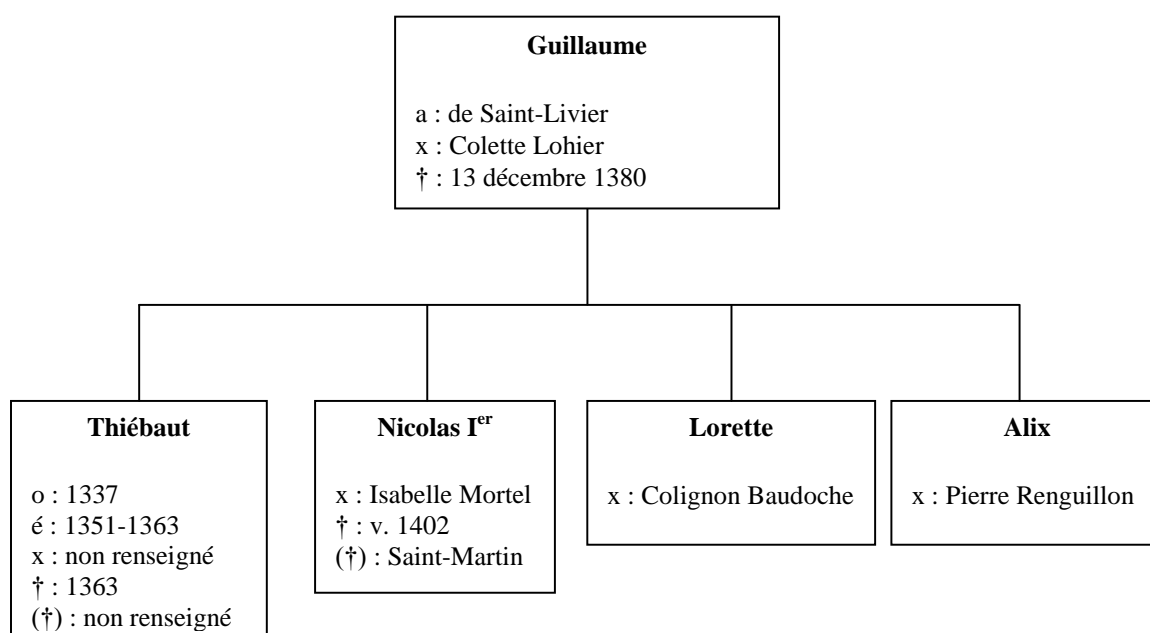 Guillaume
a : de Saint-Livier
x : Colette Lohier
† : 13 décembre 1380
Thiébaut
o : 1337
é : 1351-1363
x : non renseigné
† : 1363
(†) : non renseigné
Nicolas Ier
x : Isabelle Mortel
† : v. 1402
(†) : Saint-Martin
Lorette
x : Colignon Baudoche
Alix
x : Pierre Renguillon